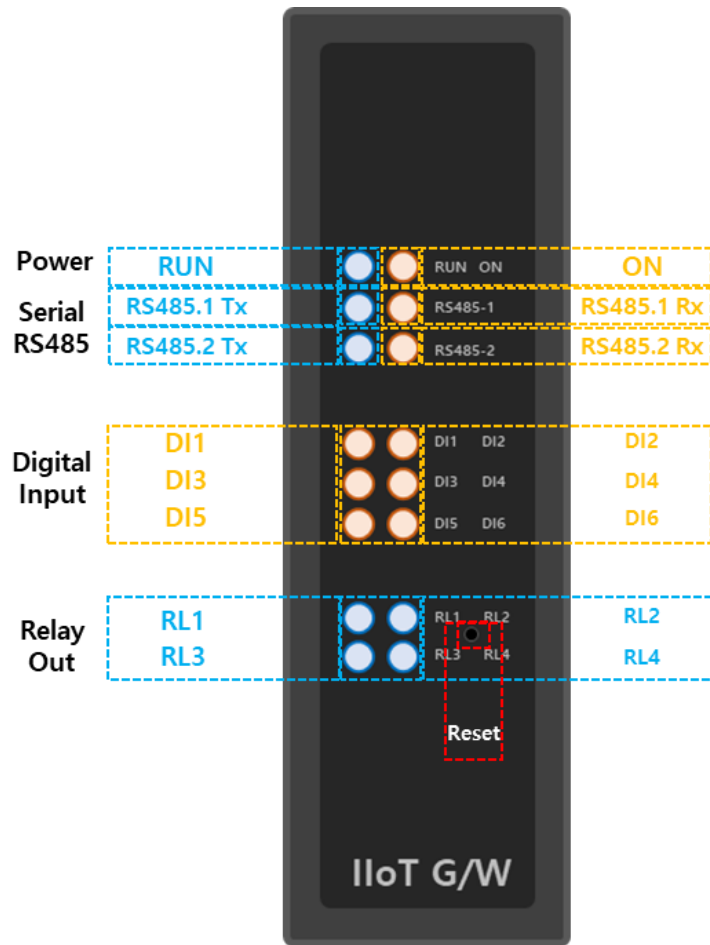 Power RUN RUN ON ON
Serial RS485 RS485.1 Tx RS485-1 RS485.1 Rx
RS485.2 Tx RS485-2 RS485.2 Rx
Digital Input DI1 DI1 DI2 DI2
DI3 DI3 DI4 DI4
DI5 DI5 DI6 DI6
Relay Out RL1 RL1 RL2 RL2
RL3 RL3 RL4 RL4
Reset
IIoT G/W